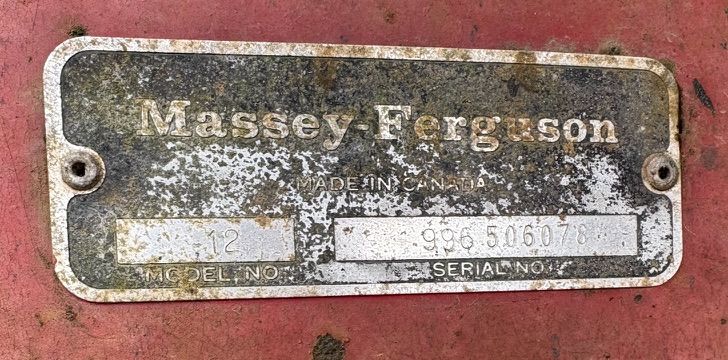 Massey-Ferguson
MADE IN CANADA
12 996 506078
MODEL NO. SERIAL NO.